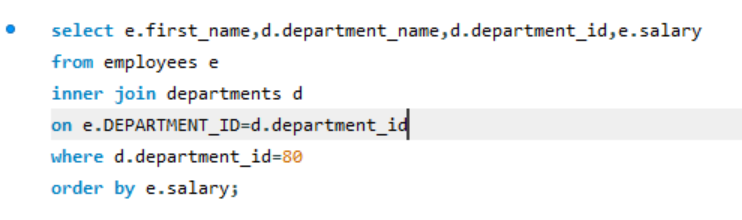 select e.first_name,d.department_name,d.department_id,e.salary
from employees e
inner join departments d
on e.DEPARTMENT_ID=d.department_id
where d.department_id=80
order by e.salary;